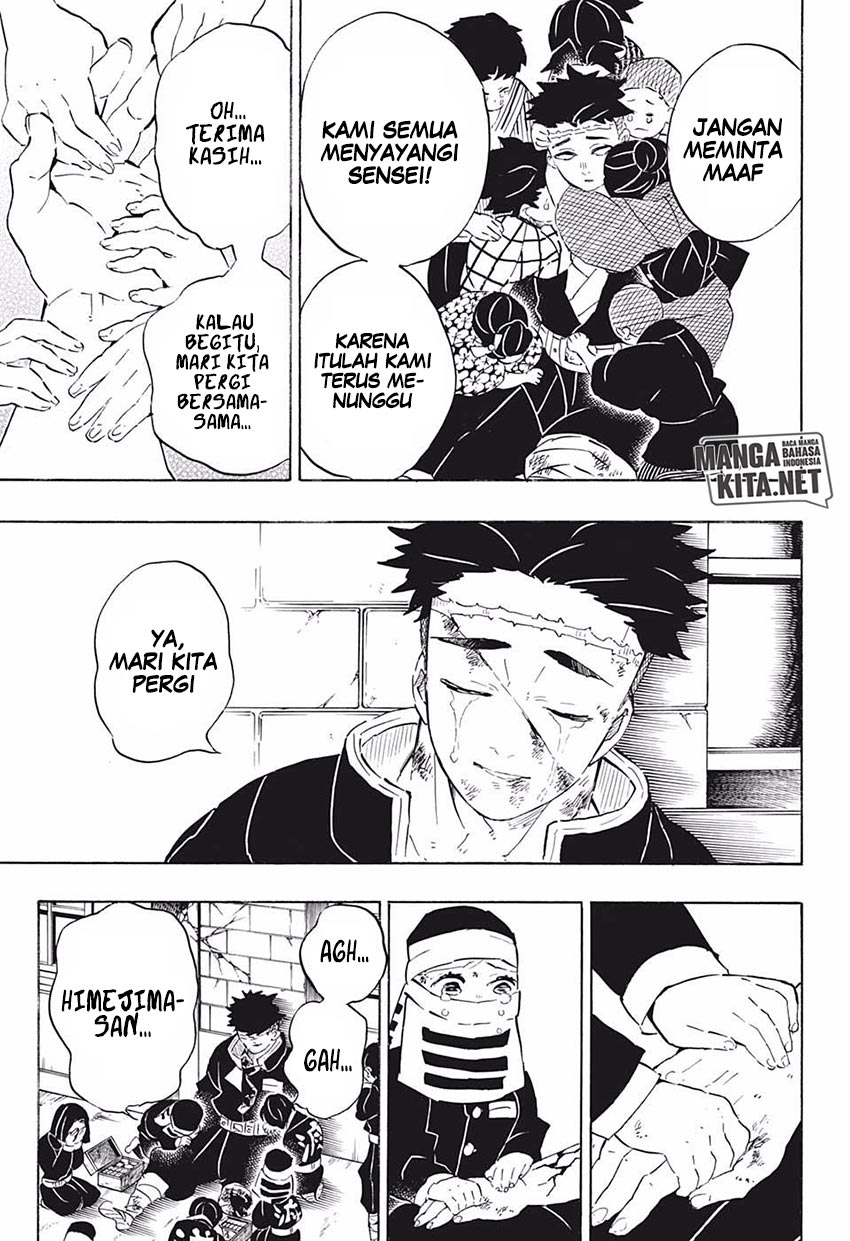 JANGAN
MEMINTA
MAAF
KAMI SEMUA
MENYAYANGI
SENSEI!
KARENA
ITULAH KAMI
TERUS ME-
NUNGGU
OH...
TERIMA
KASIH...
KALAU
BEGITU,
MARI KITA
PERGI
BERSAMA-
SAMA...
MANGA
KITA.NET
BACA MANGA
BAHASA
INDONESIA
YA,
MARI KITA
PERGI
AGH...
GAH...
HIMEJIMA-
SAN...